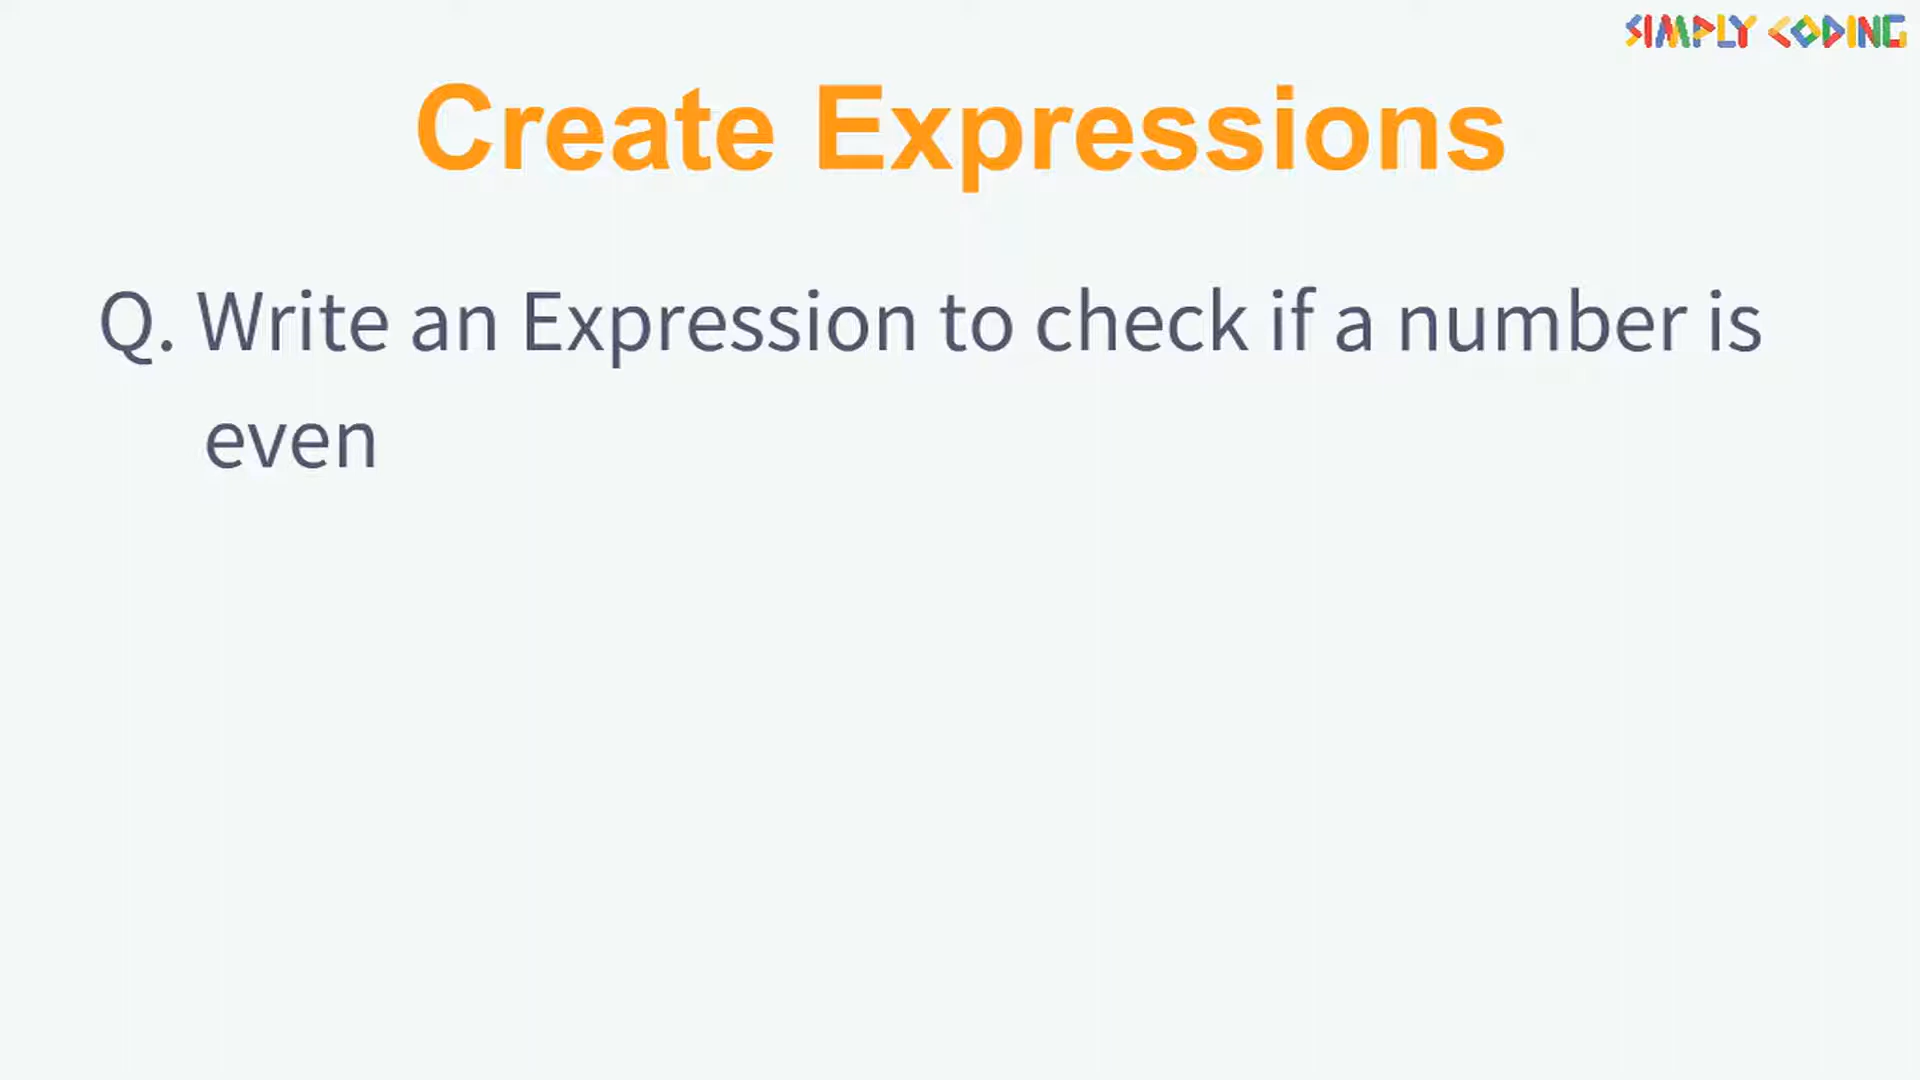 SIMPLY CODING
Create Expressions
Q. Write an Expression to check if a number is
even